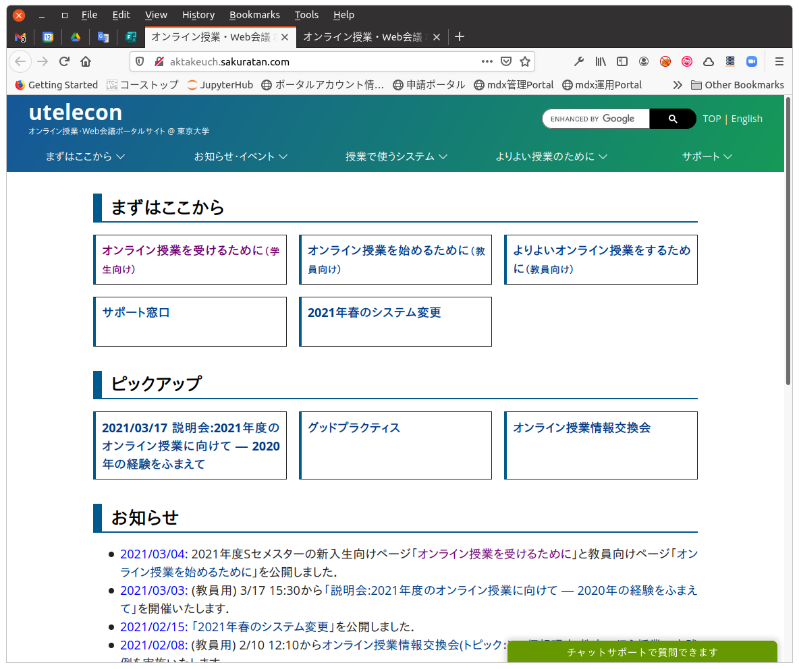 File Edit View History Bookmarks Tools Help
オンライン授業・Web会議 × オンライン授業・Web会議 × +
aktakeuch.sakuratan.com
Getting Started コーストップ JupyterHub ポータルアカウント情… 申請ポータル mdx管理Portal mdx運用Portal >> Other Bookmarks
utelecon
オンライン授業・Web会議ポータルサイト @ 東京大学
ENHANCED BY Google TOP | English
まずはここから お知らせ・イベント 授業で使うシステム よりよい授業のために サポート
まずはここから
オンライン授業を受けるために（学
生向け）
オンライン授業を始めるために（教
員向け）
よりよいオンライン授業をするため
に（教員向け）
サポート窓口
2021年春のシステム変更
ピックアップ
2021/03/17 説明会:2021年度の
オンライン授業に向けて — 2020
年の経験をふまえて
グッドプラクティス
オンライン授業情報交換会
お知らせ
• 2021/03/04: 2021年度Sセメスターの新入生向けページ「オンライン授業を受けるために」と教員向けページ「オン
ライン授業を始めるために」を公開しました.
• 2021/03/03: (教員用) 3/17 15:30から「説明会:2021年度のオンライン授業に向けて — 2020年の経験をふまえ
て」を開催いたします.
• 2021/02/15: 「2021年春のシステム変更」を公開しました.
• 2021/02/08: (教員用) 2/10 12:10からオンライン授業情報交換会(トピック:
チャットサポートで質問できます